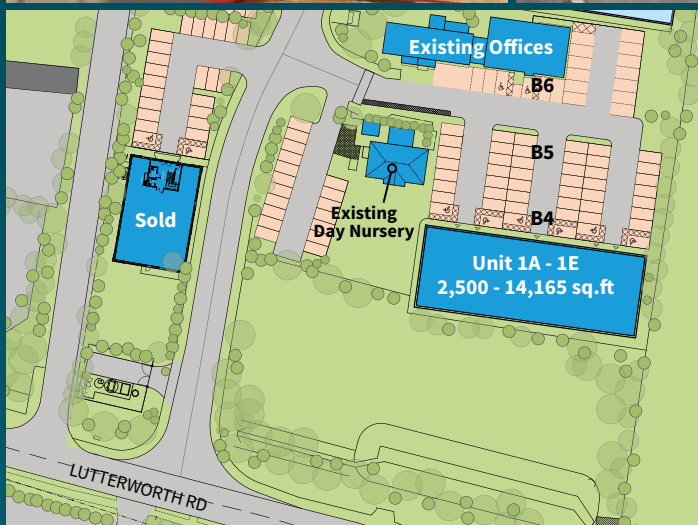 Existing Offices
B6
B5
Sold
Existing
Day Nursery
B4
Unit 1A - 1E
2,500 - 14,165 sq.ft
LUTTERWORTH RD